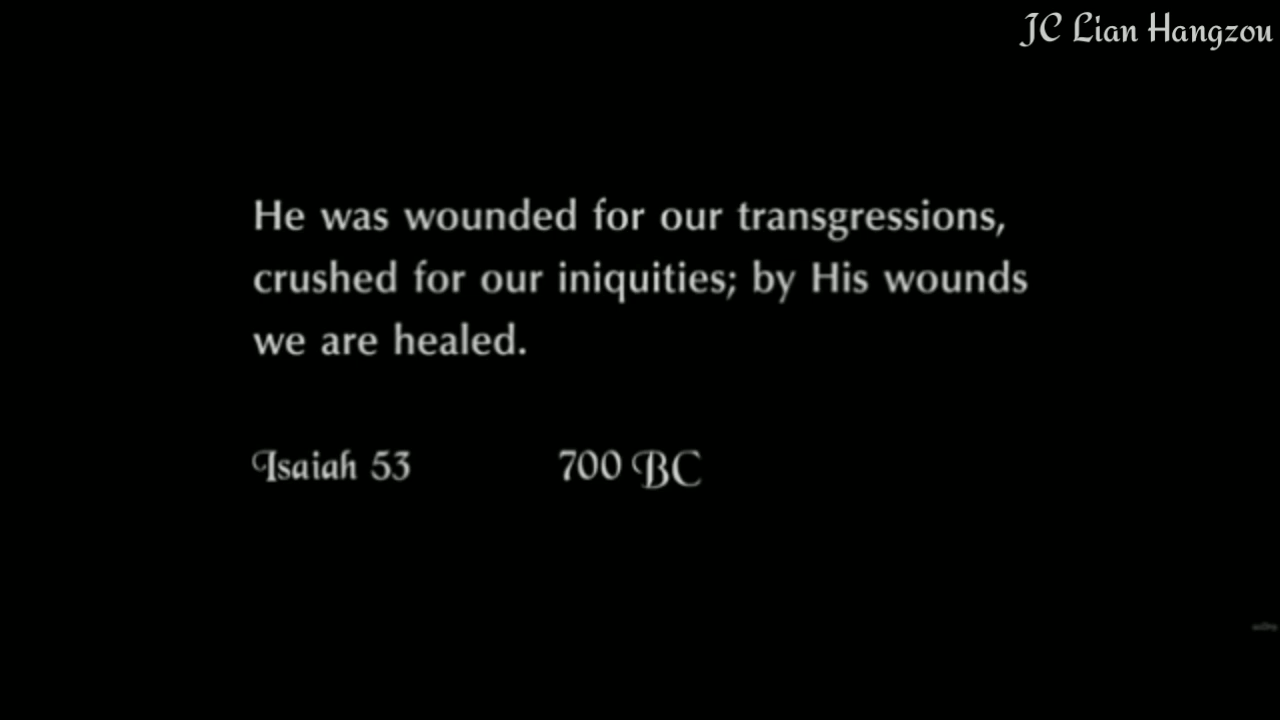 JC Lian Hangzou
He was wounded for our transgressions,
crushed for our iniquities; by His wounds
we are healed.
Isaiah 53 700 BC